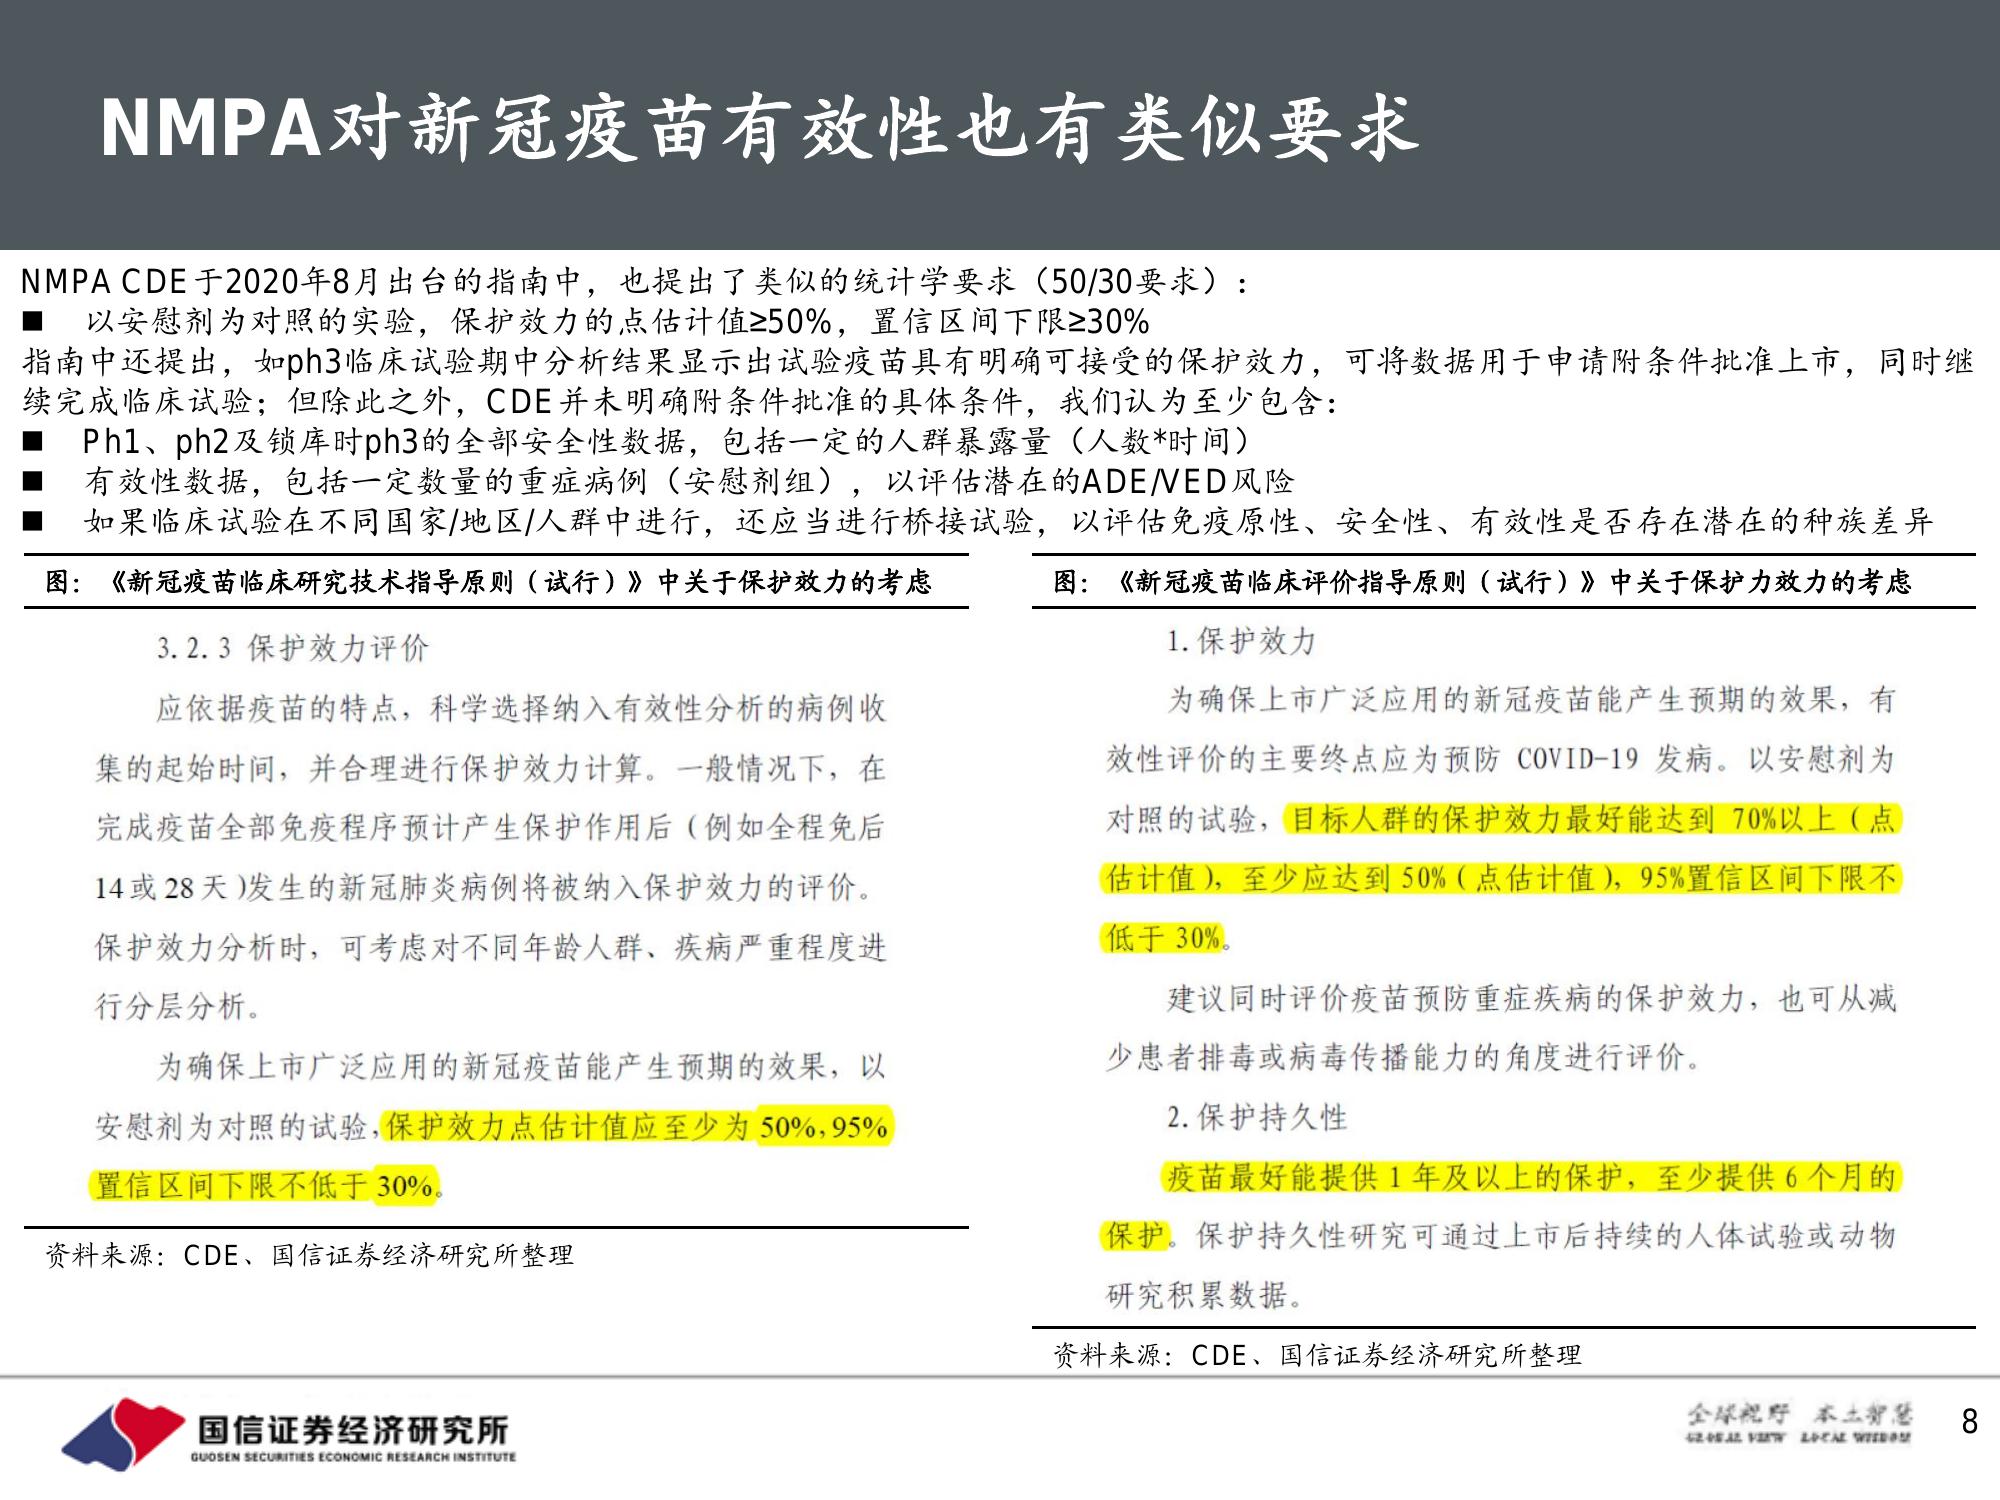 NMPA对新冠疫苗有效性也有类似要求
NMPA CDE于2020年8月出台的指南中，也提出了类似的统计学要求（50/30要求）：
■ 以安慰剂为对照的实验，保护效力的点估计值≥50%，置信区间下限≥30%
指南中还提出，如ph3临床试验期中分析结果显示出试验疫苗具有明确可接受的保护效力，可将数据用于申请附条件批准上市，同时继
续完成临床试验；但除此之外，CDE并未明确附条件批准的具体条件，我们认为至少包含：
■ Ph1、ph2及锁库时ph3的全部安全性数据，包括一定的人群暴露量（人数*时间）
■ 有效性数据，包括一定数量的重症病例（安慰剂组），以评估潜在的ADE/VED风险
■ 如果临床试验在不同国家/地区/人群中进行，还应当进行桥接试验，以评估免疫原性、安全性、有效性是否存在潜在的种族差异
图：《新冠疫苗临床研究技术指导原则（试行）》中关于保护效力的考虑
3.2.3 保护效力评价
应依据疫苗的特点，科学选择纳入有效性分析的病例收
集的起始时间，并合理进行保护效力计算。一般情况下，在
完成疫苗全部免疫程序预计产生保护作用后（例如全程免后
14或28天）发生的新冠肺炎病例将被纳入保护效力的评价。
保护效力分析时，可考虑对不同年龄人群、疾病严重程度进
行分层分析。
为确保上市广泛应用的新冠疫苗能产生预期的效果，以
安慰剂为对照的试验，保护效力点估计值应至少为50%，95%
置信区间下限不低于30%。
资料来源：CDE、国信证券经济研究所整理
图：《新冠疫苗临床评价指导原则（试行）》中关于保护力效力的考虑
1.保护效力
为确保上市广泛应用的新冠疫苗能产生预期的效果，有
效性评价的主要终点应为预防 COVID-19 发病。以安慰剂为
对照的试验，目标人群的保护效力最好能达到 70%以上（点
估计值），至少应达到 50%（点估计值），95%置信区间下限不
低于 30%。
建议同时评价疫苗预防重症疾病的保护效力，也可从减
少患者排毒或病毒传播能力的角度进行评价。
2.保护持久性
疫苗最好能提供 1 年及以上的保护，至少提供 6 个月的
保护。保护持久性研究可通过上市后持续的人体试验或动物
研究积累数据。
资料来源：CDE、国信证券经济研究所整理
国信证券经济研究所
GUOSEN SECURITIES ECONOMIC RESEARCH INSTITUTE
全球视野 本土智慧
GLOBAL VIEW LOCAL WISDOM
8